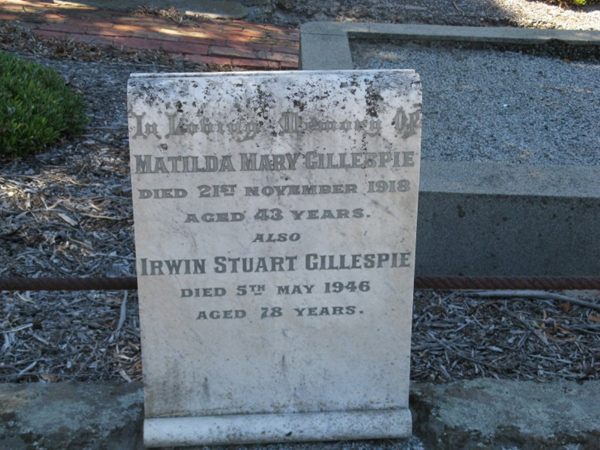 In Loving Memory Of
MATILDA MARY GILLESPIE
DIED 21ST NOVEMBER 1918
AGED 43 YEARS.
ALSO
IRWIN STUART GILLESPIE
DIED 5TH MAY 1946
AGED 78 YEARS.